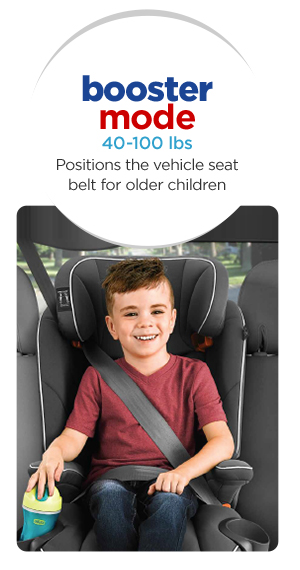 booster
mode
40-100 lbs
Positions the vehicle seat
belt for older children